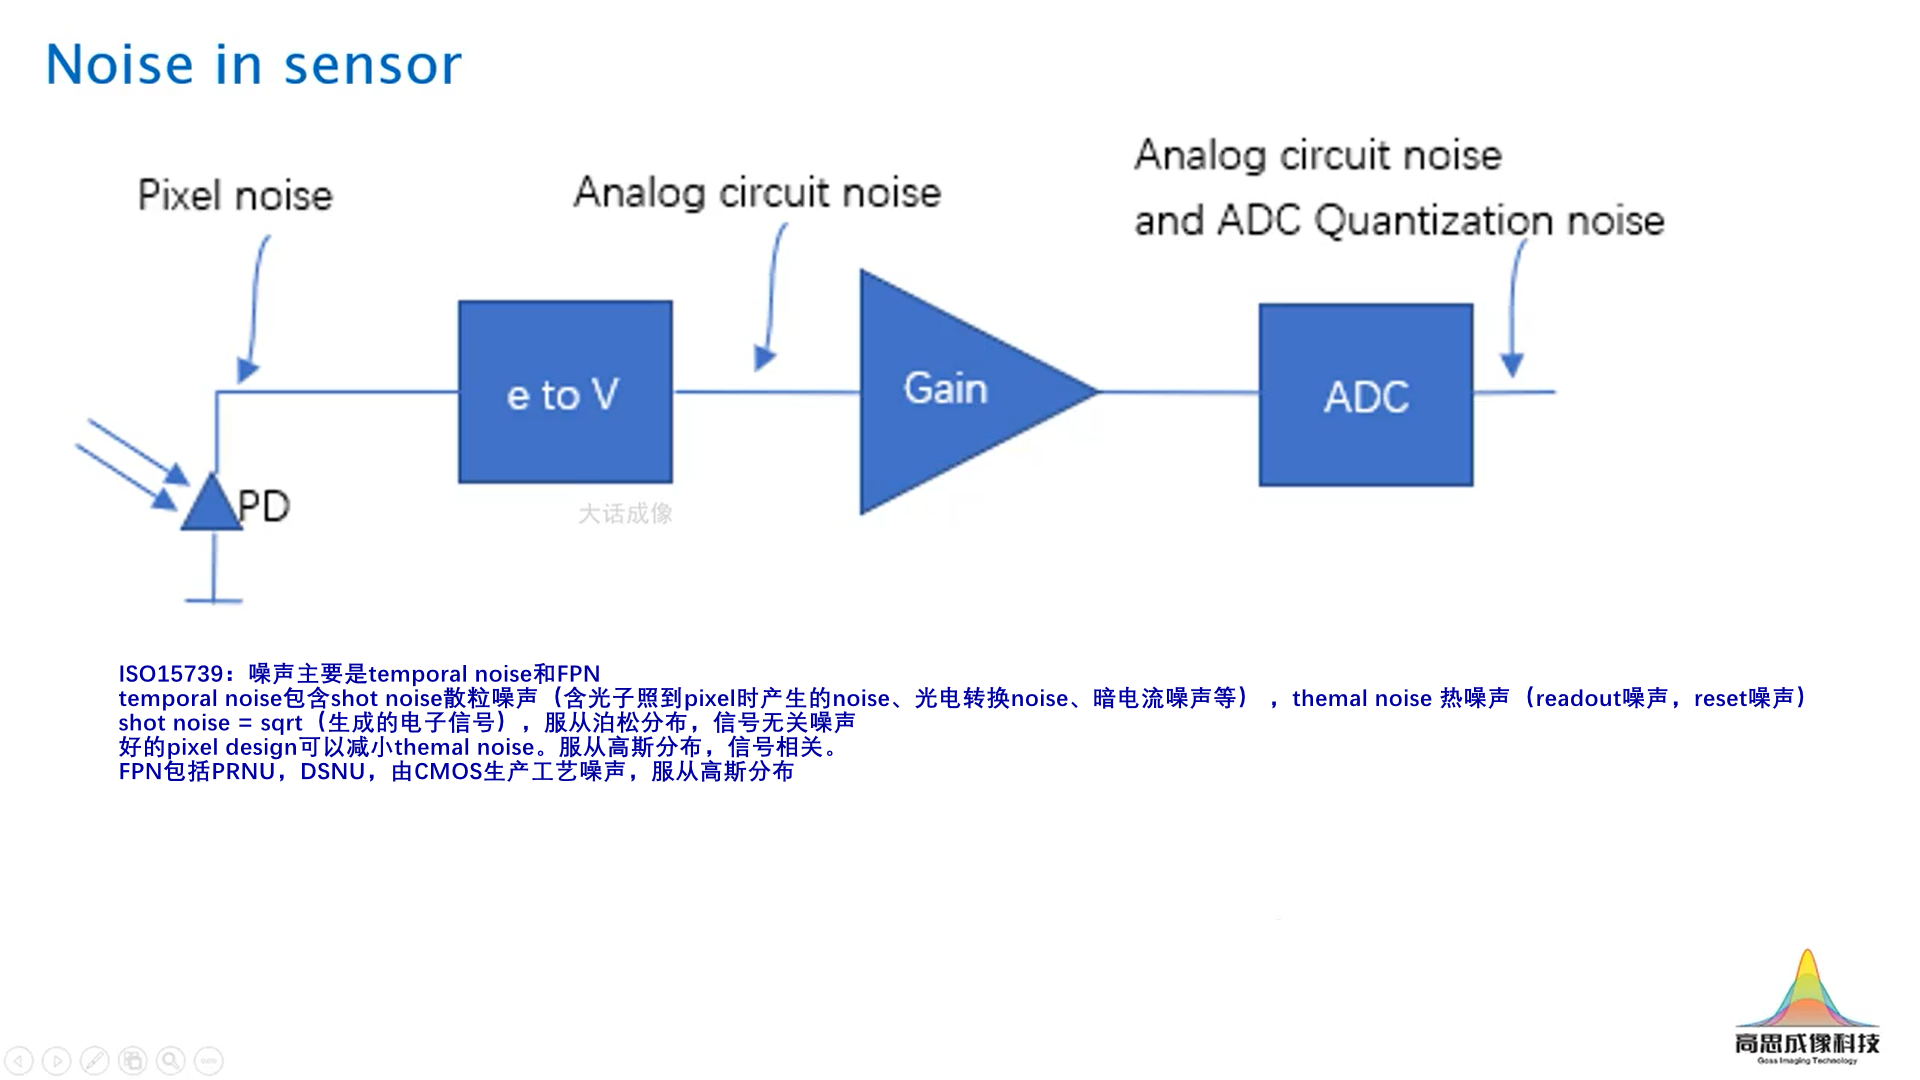 Noise in sensor
Pixel noise
Analog circuit noise
Analog circuit noise
and ADC Quantization noise
e to V
Gain
ADC
PD
大话成像
ISO15739：噪声主要是temporal noise和FPN
temporal noise包含shot noise散粒噪声（含光子照到pixel时产生的noise、光电转换noise、暗电流噪声等），themal noise 热噪声（readout噪声，reset噪声）
shot noise = sqrt（生成的电子信号），服从泊松分布，信号无关噪声
好的pixel design可以减小themal noise。服从高斯分布，信号相关。
FPN包括PRNU，DSNU，由CMOS生产工艺噪声，服从高斯分布
高思成像科技
Goss Imaging Technology